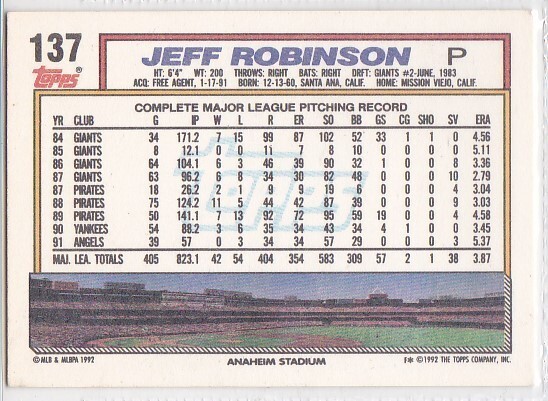 137
Topps®
JEFF ROBINSON P
HT: 6'4" WT: 200 THROWS: RIGHT BATS: RIGHT DRFT: GIANTS #2-JUNE, 1983
ACQ: FREE AGENT, 1-17-91 BORN: 12-13-60, SANTA ANA, CALIF. HOME: MISSION VIEJO, CALIF.
COMPLETE MAJOR LEAGUE PITCHING RECORD
YR CLUB G IP W L R ER SO BB GS CG SHO SV ERA
84 GIANTS 34 171.2 7 15 99 87 102 52 33 1 1 0 4.56
85 GIANTS 8 12.1 0 0 11 7 8 10 0 0 0 0 5.11
86 GIANTS 64 104.1 6 3 46 39 90 32 1 0 0 8 3.36
87 GIANTS 63 96.2 6 7 34 30 82 48 0 0 0 10 2.79
87 PIRATES 18 26.2 2 1 9 9 19 6 0 0 0 4 3.04
88 PIRATES 75 124.2 11 5 44 42 87 39 0 0 0 9 3.03
89 PIRATES 50 141.1 7 13 92 72 95 59 19 0 0 4 4.58
90 YANKEES 54 88.2 3 6 35 34 43 34 4 1 0 0 3.45
91 ANGELS 39 57 0 3 34 34 57 29 0 0 0 3 5.37
MAJ. LEA. TOTALS 405 823.1 42 54 404 354 583 309 57 2 1 38 3.87
Topps
©MLB & MLBPA 1992 ANAHEIM STADIUM F* ©1992 THE TOPPS COMPANY, INC.